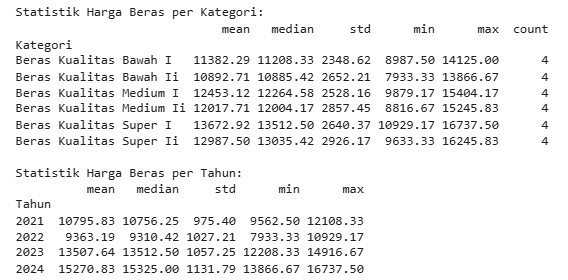 Statistik Harga Beras per Kategori:
mean median std min max count
Kategori
Beras Kualitas Bawah I 11382.29 11208.33 2348.62 8987.50 14125.00 4
Beras Kualitas Bawah Ii 10892.71 10885.42 2652.21 7933.33 13866.67 4
Beras Kualitas Medium I 12453.12 12264.58 2528.16 9879.17 15404.17 4
Beras Kualitas Medium Ii 12017.71 12004.17 2857.45 8816.67 15245.83 4
Beras Kualitas Super I 13672.92 13512.50 2640.37 10929.17 16737.50 4
Beras Kualitas Super Ii 12987.50 13035.42 2926.17 9633.33 16245.83 4
Statistik Harga Beras per Tahun:
mean median std min max
Tahun
2021 10795.83 10756.25 975.40 9562.50 12108.33
2022 9363.19 9310.42 1027.21 7933.33 10929.17
2023 13507.64 13512.50 1057.25 12208.33 14916.67
2024 15270.83 15325.00 1131.79 13866.67 16737.50